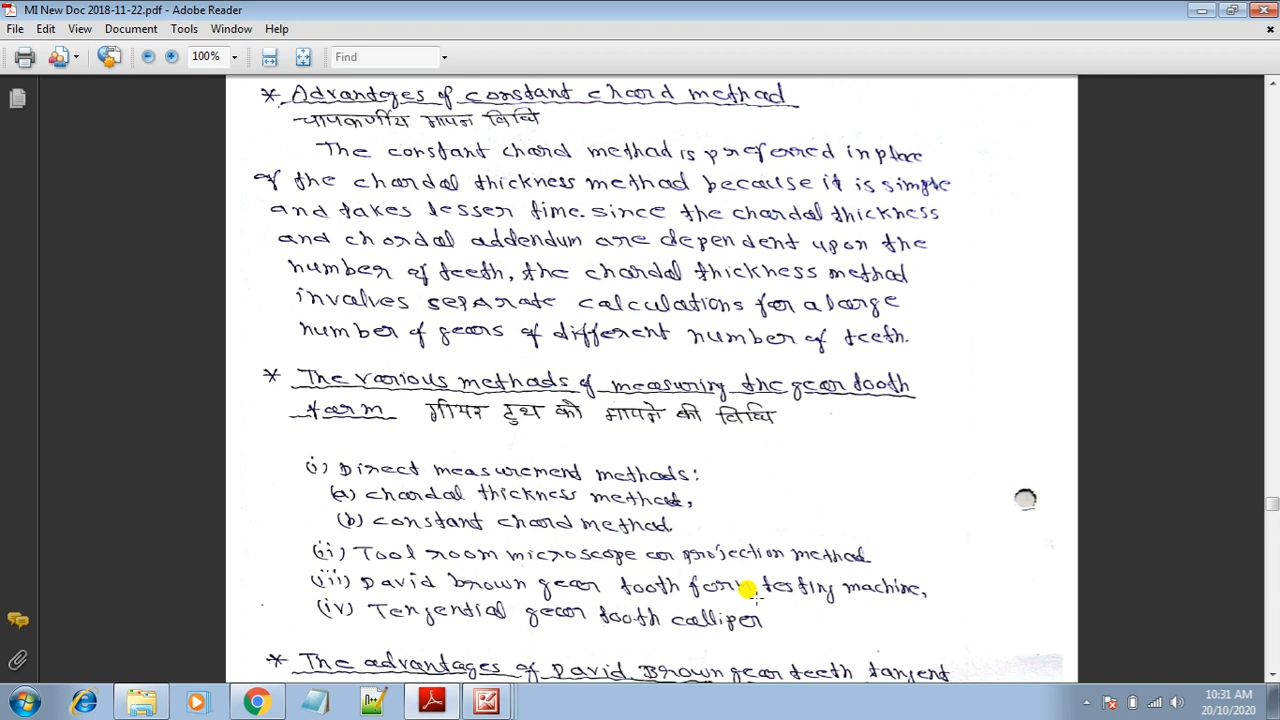 MI New Doc 2018-11-22.pdf - Adobe Reader
File Edit View Document Tools Window Help
100% Find
* Advantages of constant chord method
चापकर्णीय मापन विधि
The constant chord method is preferred in place
of the chordal thickness method because it is simple
and takes lesser time. since the chordal thickness
and chordal addendum are dependent upon the
number of teeth, the chordal thickness method
involves separate calculations for a large
number of gears of different number of teeth.
* The various methods of measuring the gear tooth
form गीयर टुथ को मापने की विधि
(i) Direct measurement methods:
(a) chordal thickness method,
(b) constant chord method.
(ii) Tool room microscope or projection method
(iii) David brown gear tooth form testing machine,
(iv) Tengential gear tooth calliper
* The advantages of David Brown gear teeth tangent
10:31 AM
20/10/2020